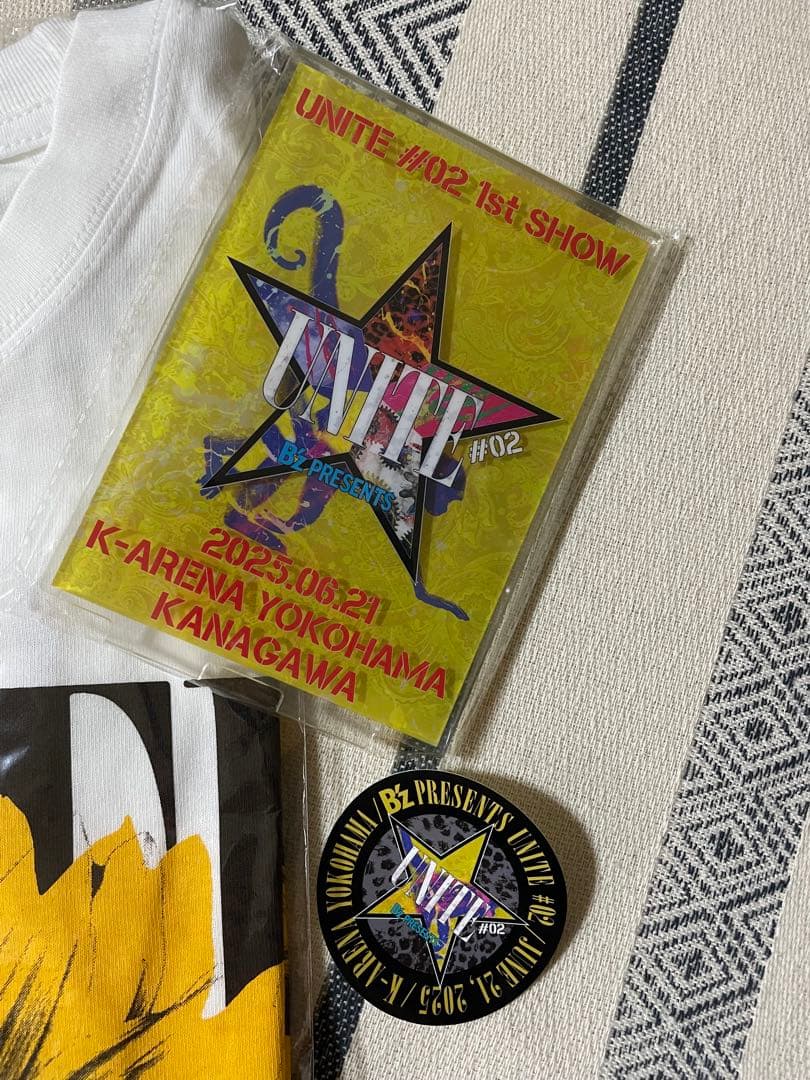 UNITE #02 1st SHOW
UNITE
#02
B'z PRESENTS
2025.06.21
K-ARENA YOKOHAMA
KANAGAWA
B'z PRESENTS UNITE #02 / JUNE 21, 2025 / K-ARENA YOKOHAMA /
UNITE
#02
B'z PRESENTS